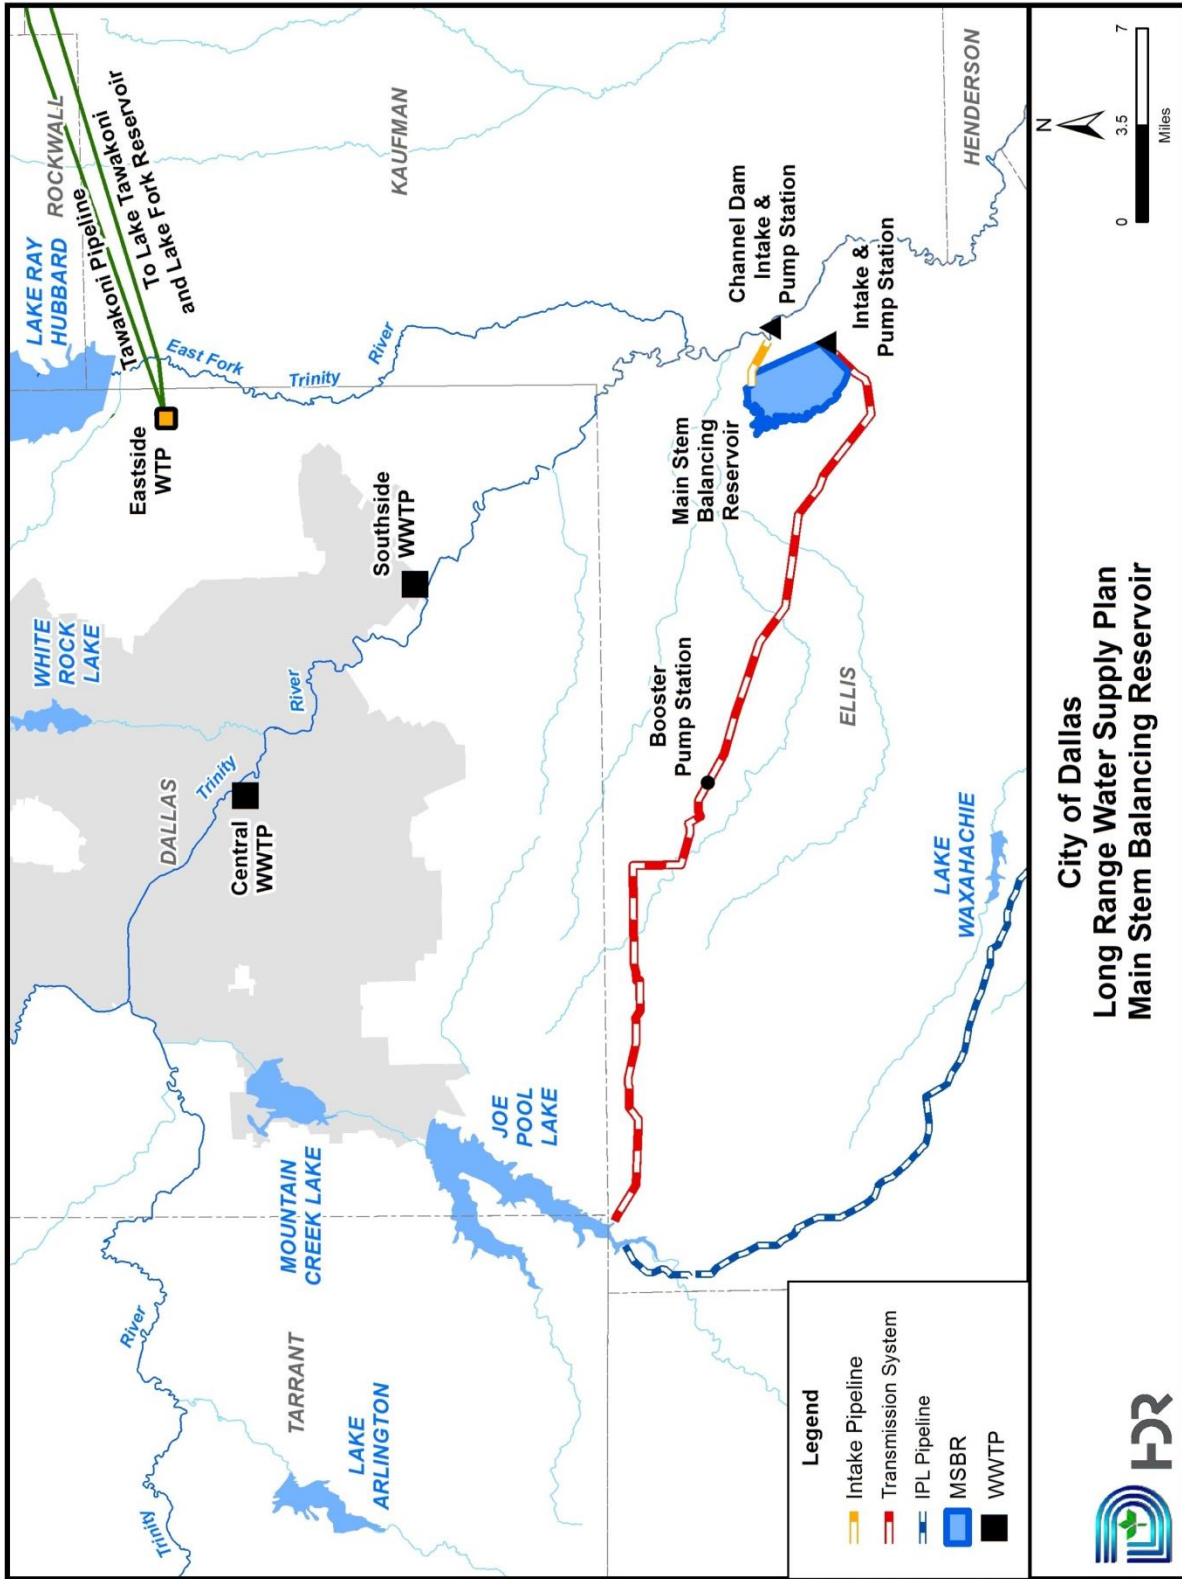 ROCKWALL
Tawakoni Pipeline
To Lake Tawakoni
and Lake Fork Reservoir
LAKE RAY
HUBBARD
KAUFMAN
East Fork
Trinity
River
Eastside
WTP
WHITE
ROCK
LAKE
Southside
WWTP
DALLAS
Trinity
River
Central
WWTP
MOUNTAIN
CREEK LAKE
JOE
POOL
LAKE
TARRANT
River
Trinity
LAKE
ARLINGTON
HENDERSON
Channel Dam
Intake &
Pump Station
Intake &
Pump Station
Main Stem
Balancing
Reservoir
Booster
Pump Station
ELLIS
LAKE
WAXAHACHIE
Legend
Intake Pipeline
Transmission System
IPL Pipeline
MSBR
WWTP
HDR
City of Dallas
Long Range Water Supply Plan
Main Stem Balancing Reservoir
N
0 3.5 7
Miles